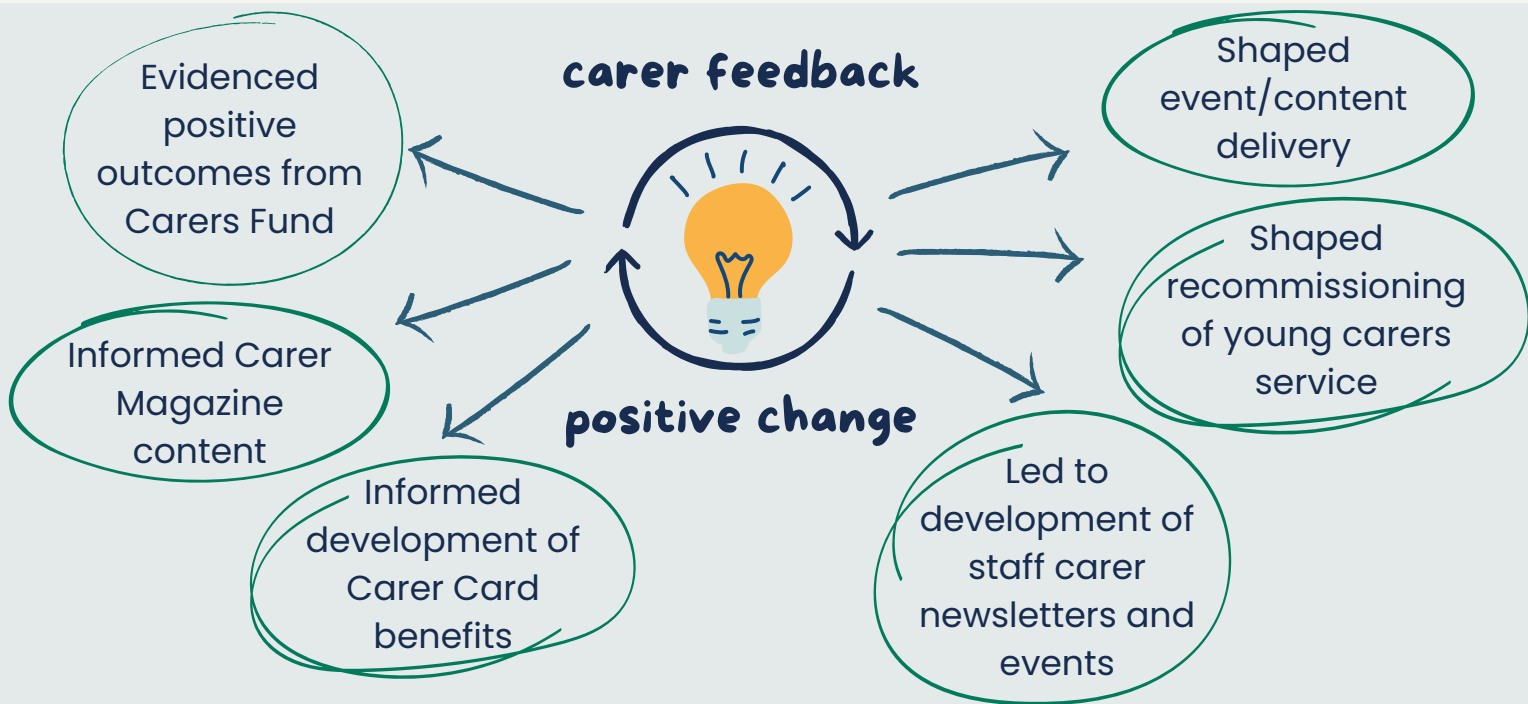 carer feedback
positive change
Evidenced
positive
outcomes from
Carers Fund
Informed Carer
Magazine
content
Informed
development of
Carer Card
benefits
Shaped
event/content
delivery
Shaped
recommissioning
of young carers
service
Led to
development of
staff carer
newsletters and
events